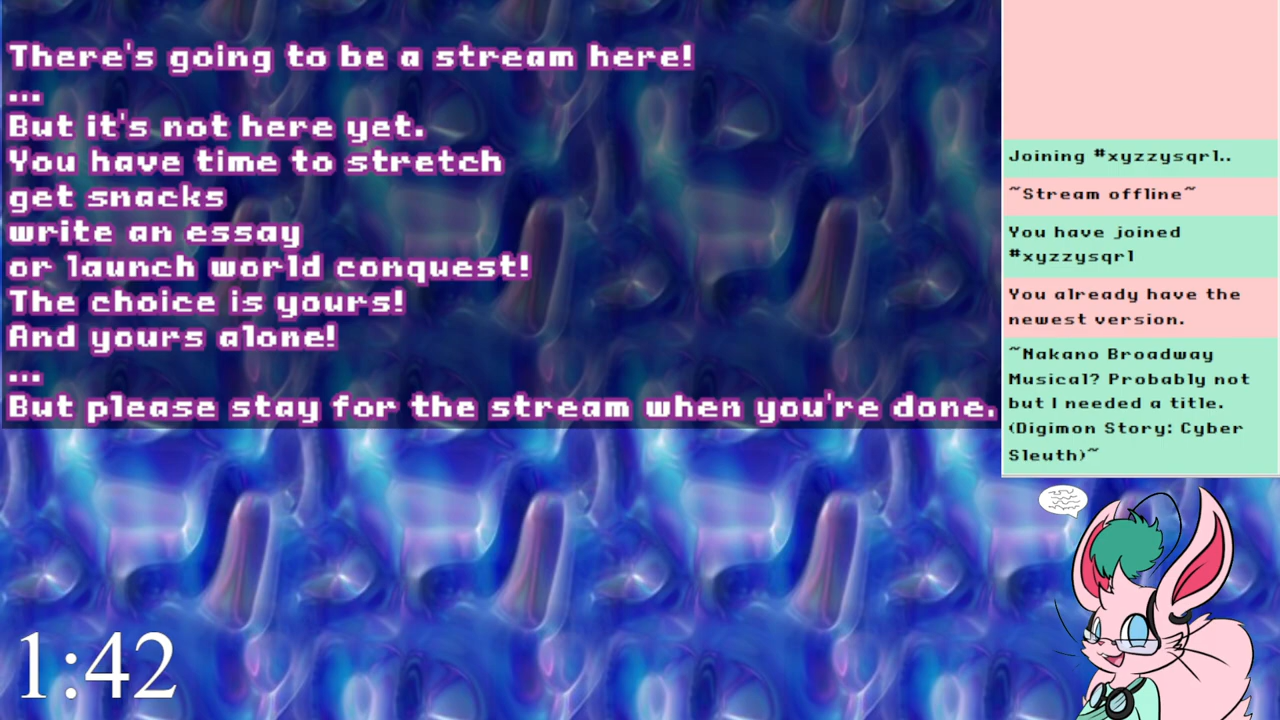 There's going to be a stream here!
...
But it's not here yet.
You have time to stretch
get snacks
write an essay
or launch world conquest!
The choice is yours!
And yours alone!
...
But please stay for the stream when you're done.
Joining #xyzzysqrl..
~Stream offline~
You have joined
#xyzzysqrl
You already have the
newest version.
~Nakano Broadway
Musical? Probably not
but I needed a title.
(Digimon Story: Cyber
Sleuth)~
1:42